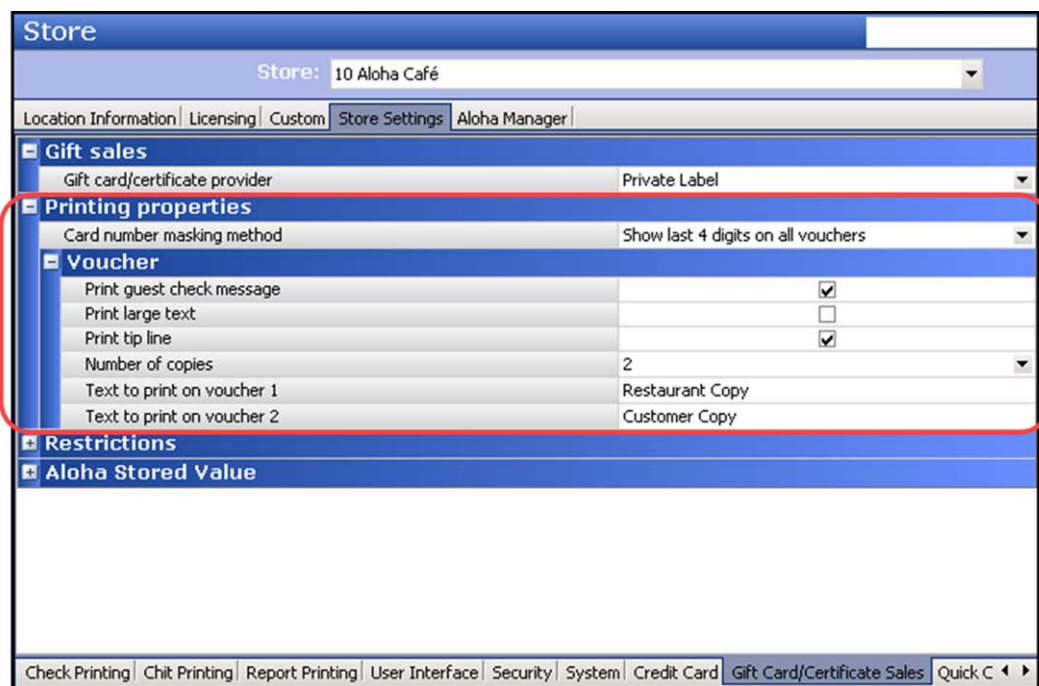 Store
Store: 10 Aloha Café
Location Information Licensing Custom Store Settings Aloha Manager
Gift sales
Gift card/certificate provider Private Label
Printing properties
Card number masking method Show last 4 digits on all vouchers
Voucher
Print guest check message
Print large text
Print tip line
Number of copies 2
Text to print on voucher 1 Restaurant Copy
Text to print on voucher 2 Customer Copy
Restrictions
Aloha Stored Value
Check Printing Chit Printing Report Printing User Interface Security System Credit Card Gift Card/Certificate Sales Quick C